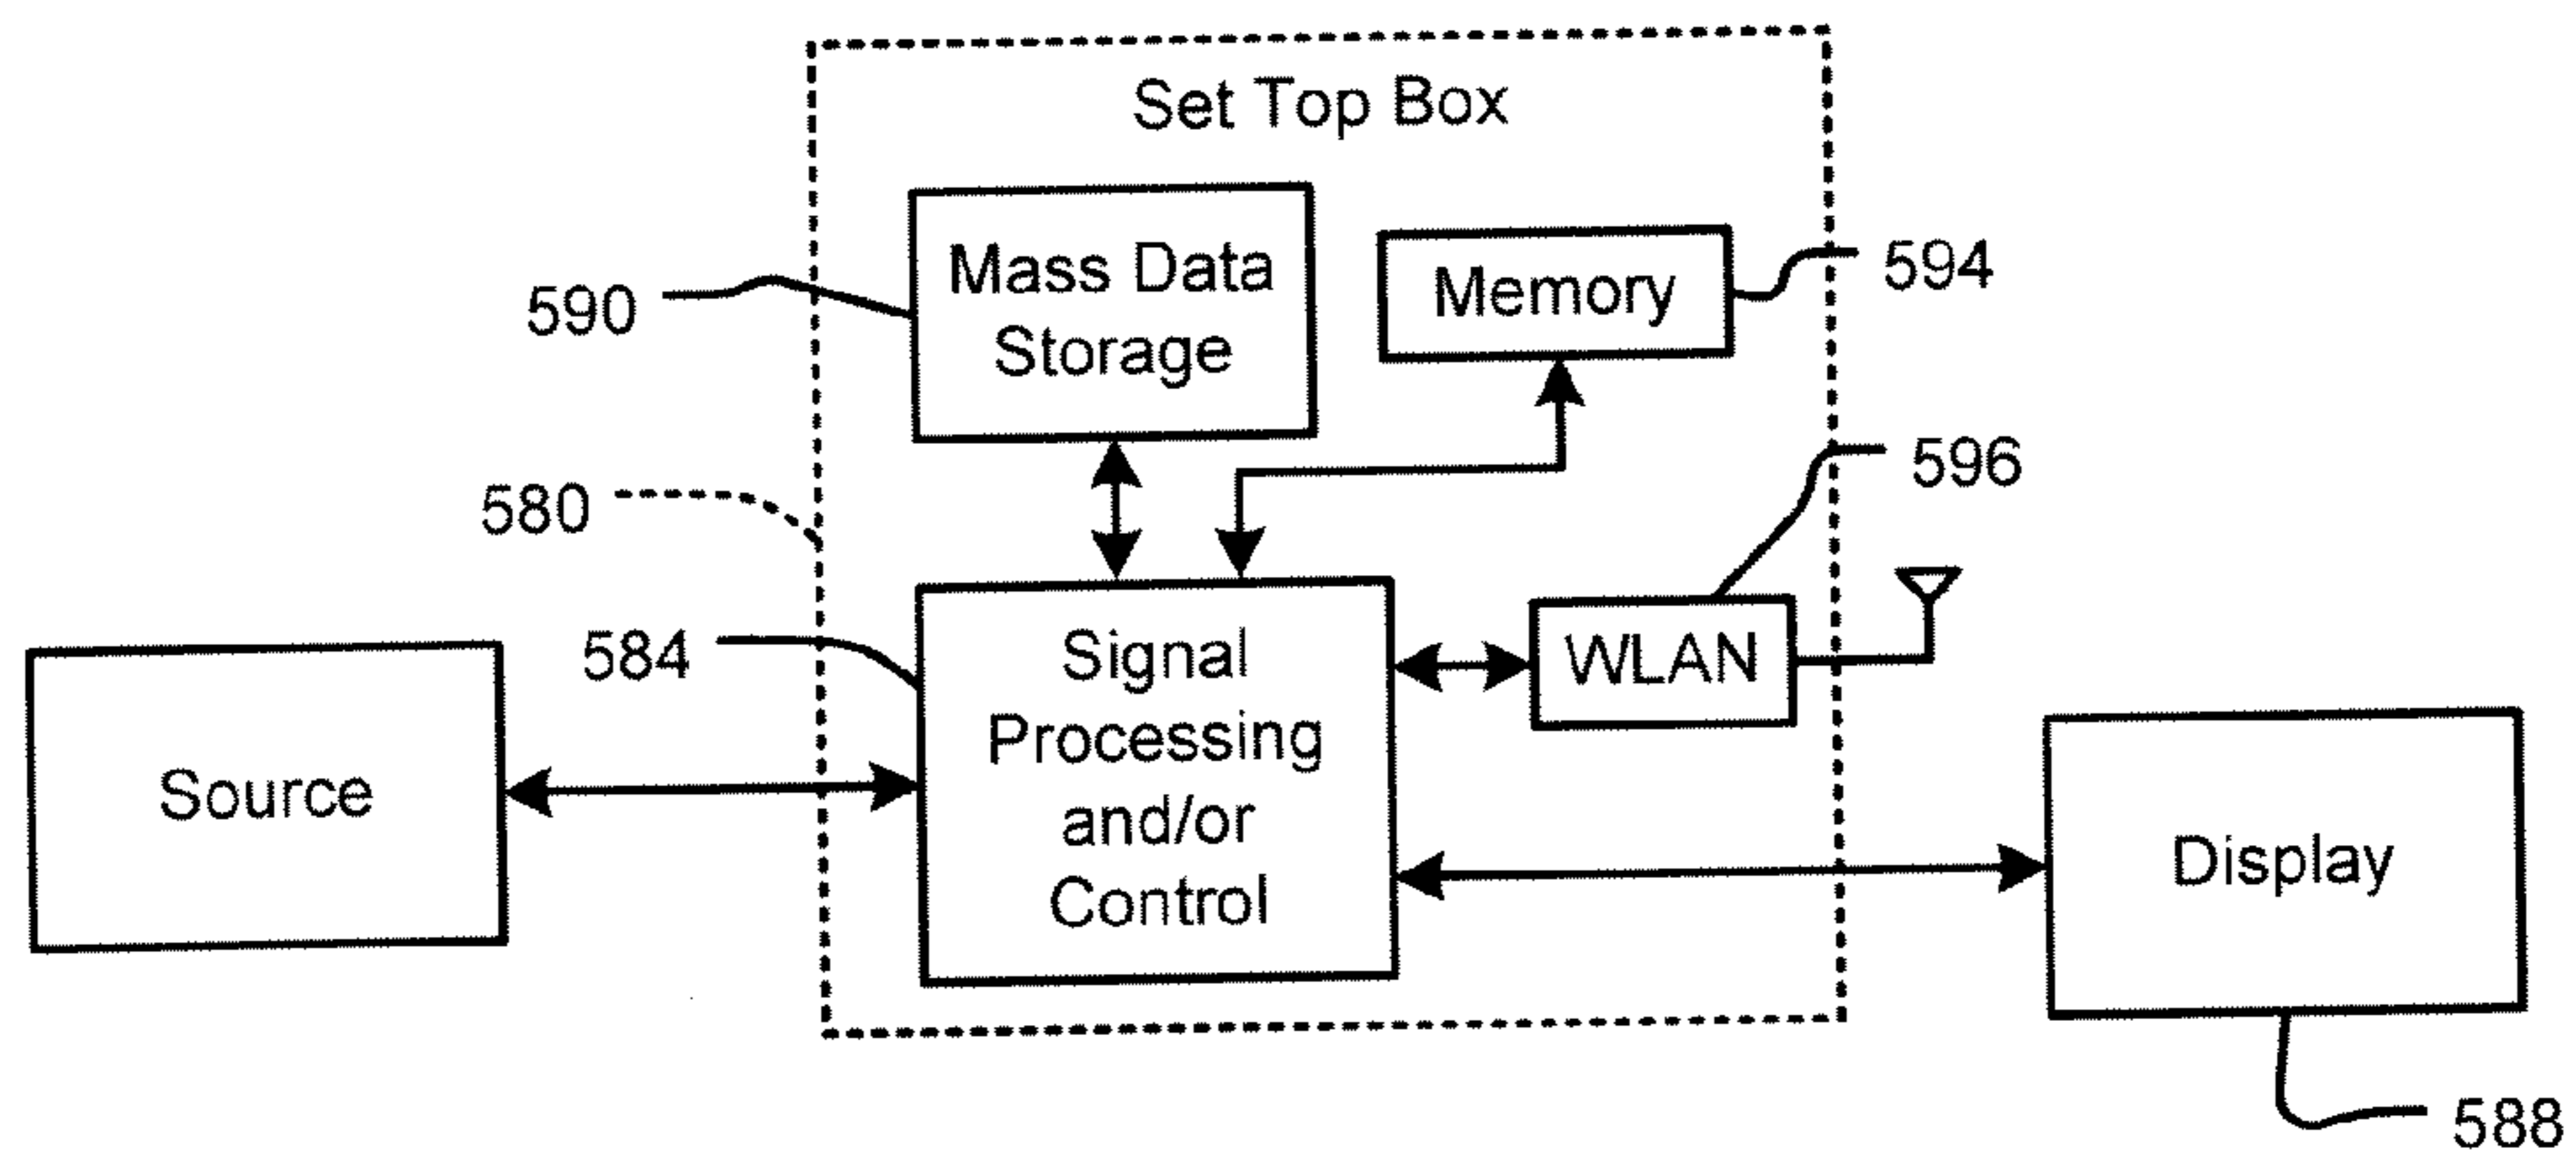 Set Top Box
Mass Data
Storage
Memory
590
594
580
596
584
Signal
Processing
and/or
Control
WLAN
Source
Display
588